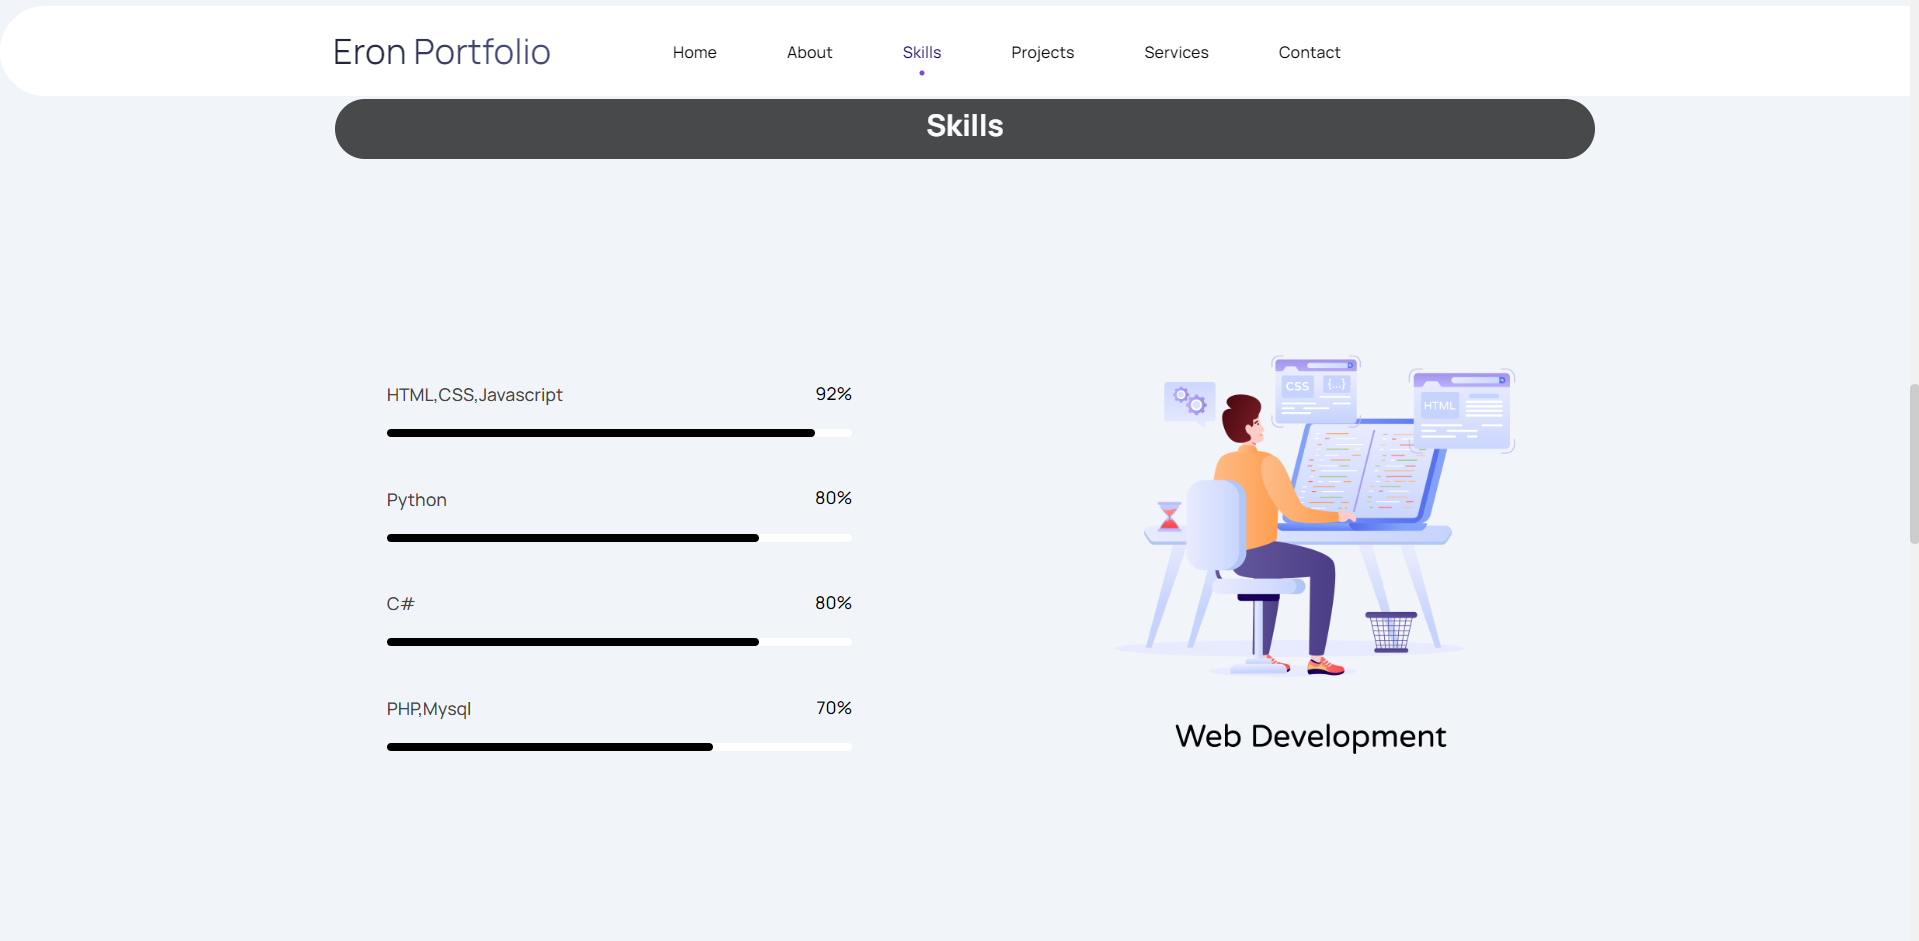 Eron Portfolio
Home About Skills Projects Services Contact
Skills
HTML,CSS,Javascript 92%
Python 80%
C# 80%
PHP,Mysql 70%
CSS {...}
HTML
Web Development